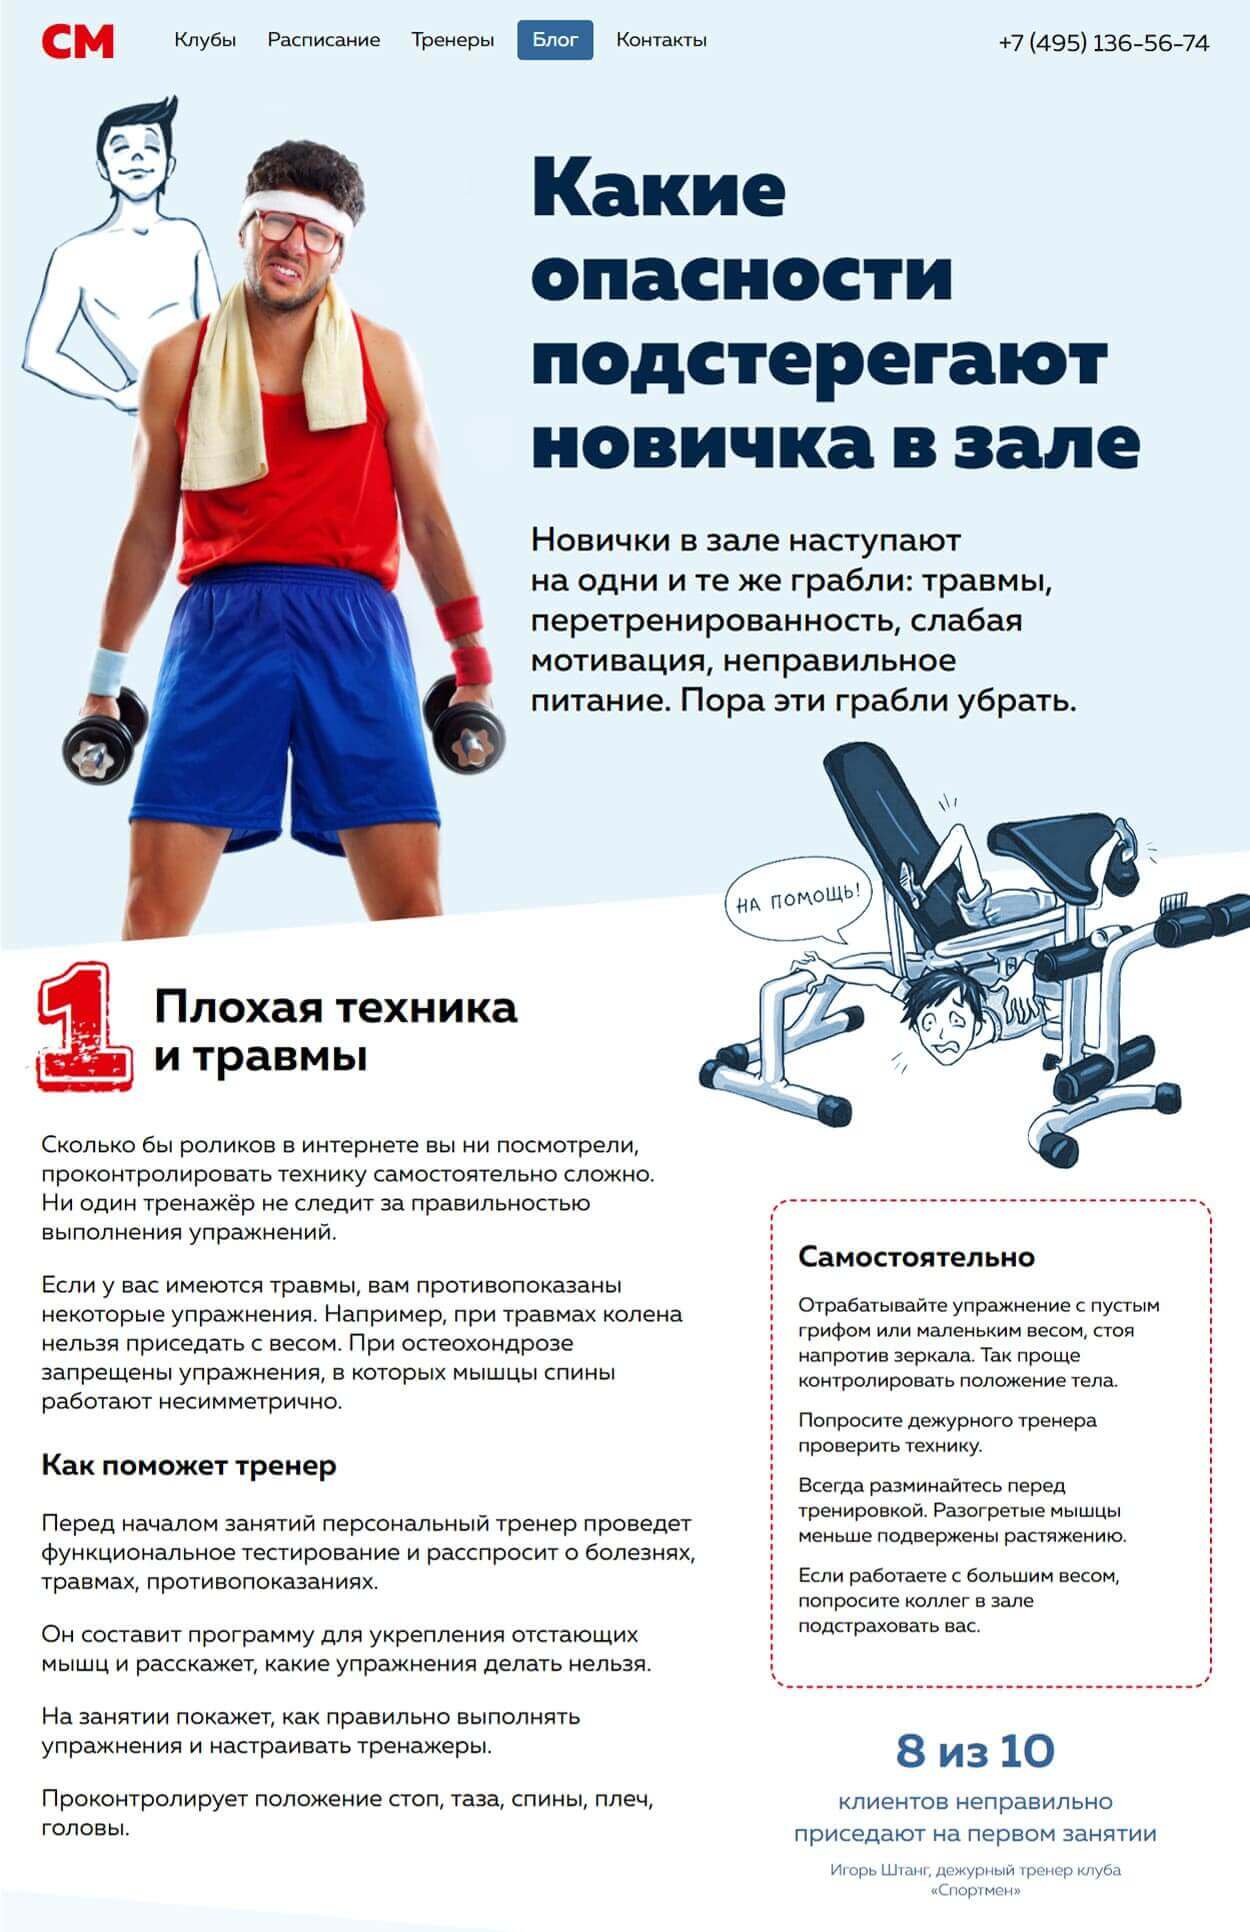 СМ
Клубы
Расписание
Тренеры
Блог
Контакты
+7 (495) 136-56-74
Какие
опасности
подстерегают
новичка в зале
Новички в зале наступают
на одни и те же грабли: травмы,
перетренированность, слабая
мотивация, неправильное
питание. Пора эти грабли убрать.
НА ПОМОЩЬ!
1
Плохая техника
и травмы
Сколько бы роликов в интернете вы ни посмотрели,
проконтролировать технику самостоятельно сложно.
Ни один тренажёр не следит за правильностью
выполнения упражнений.
Если у вас имеются травмы, вам противопоказаны
некоторые упражнения. Например, при травмах колена
нельзя приседать с весом. При остеохондрозе
запрещены упражнения, в которых мышцы спины
работают несимметрично.
Как поможет тренер
Перед началом занятий персональный тренер проведет
функциональное тестирование и расспросит о болезнях,
травмах, противопоказаниях.
Он составит программу для укрепления отстающих
мышц и расскажет, какие упражнения делать нельзя.
На занятии покажет, как правильно выполнять
упражнения и настраивать тренажеры.
Проконтролирует положение стоп, таза, спины, плеч,
головы.
Самостоятельно
Отрабатывайте упражнение с пустым
грифом или маленьким весом, стоя
напротив зеркала. Так проще
контролировать положение тела.
Попросите дежурного тренера
проверить технику.
Всегда разминайтесь перед
тренировкой. Разогретые мышцы
меньше подвержены растяжению.
Если работаете с большим весом,
попросите коллег в зале
подстраховать вас.
8 из 10
клиентов неправильно
приседают на первом занятии
Игорь Штанг, дежурный тренер клуба
«Спортмен»